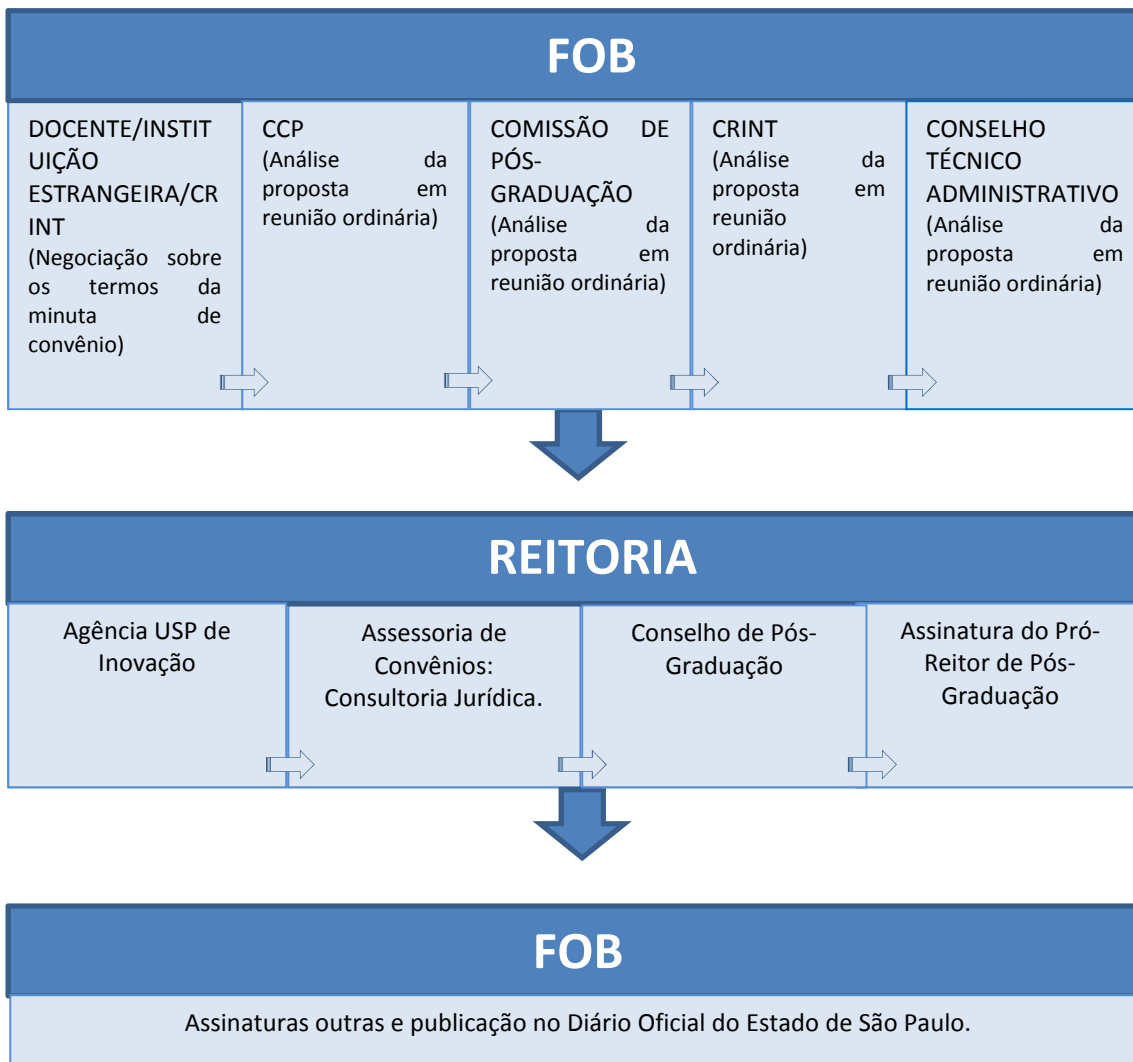 FOB
DOCENTE/INSTIT
UIÇÃO
ESTRANGEIRA/CR
INT
(Negociação sobre
os termos da
minuta de
convênio)
CCP
(Análise da
proposta em
reunião ordinária)
COMISSÃO DE
PÓS-
GRADUAÇÃO
(Análise da
proposta em
reunião ordinária)
CRINT
(Análise da
proposta em
reunião
ordinária)
CONSELHO
TÉCNICO
ADMINISTRATIVO
(Análise da
proposta em
reunião ordinária)
REITORIA
Agência USP de
Inovação
Assessoria de
Convênios:
Consultoria Jurídica.
Conselho de Pós-
Graduação
Assinatura do Pró-
Reitor de Pós-
Graduação
FOB
Assinaturas outras e publicação no Diário Oficial do Estado de São Paulo.